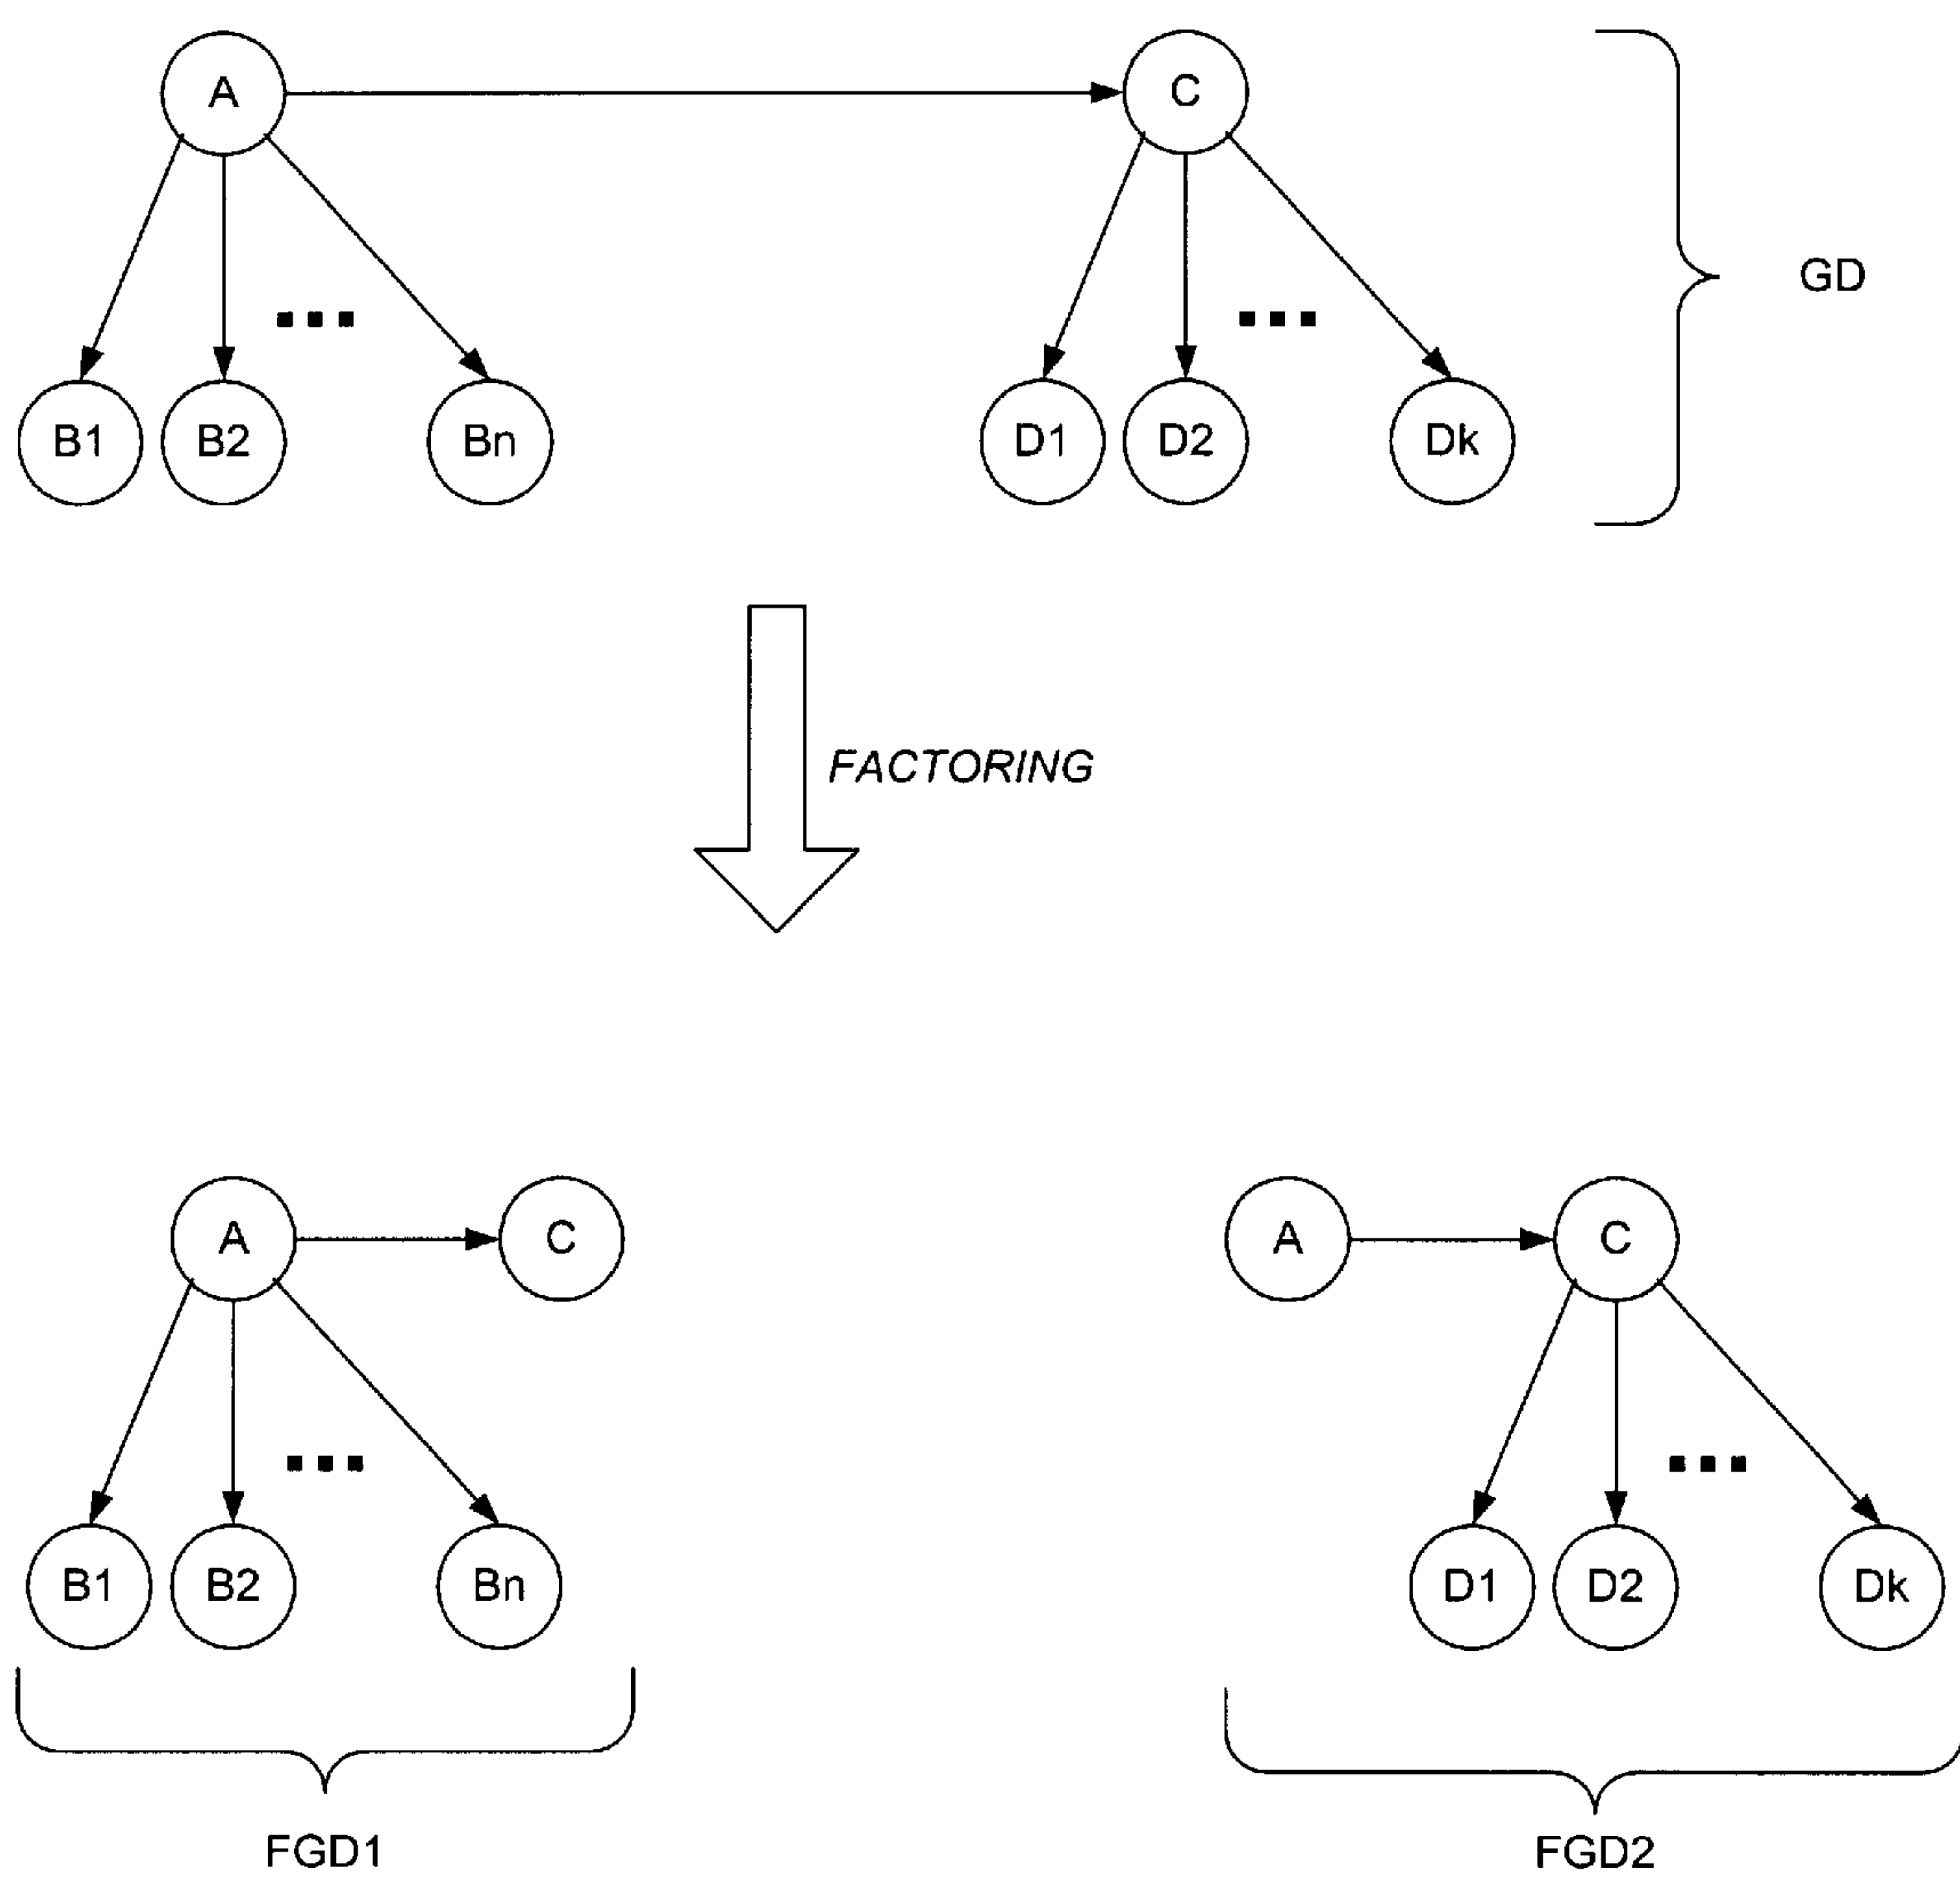 A
C
GD
B1
B2
Bn
D1
D2
Dk
FACTORING
A
C
A
C
B1
B2
Bn
D1
D2
Dk
FGD1
FGD2